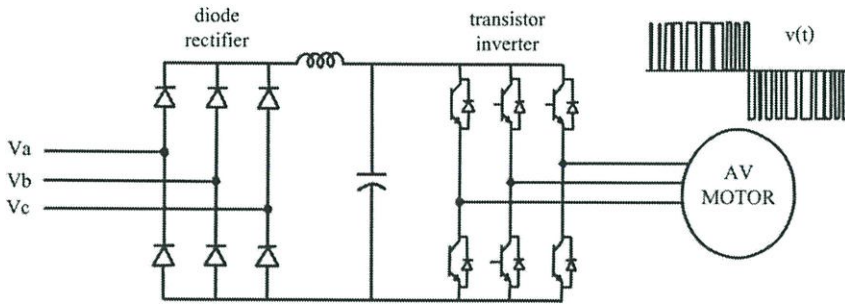 diode
rectifier
transistor
inverter
v(t)
Va
Vb
Vc
AV
MOTOR